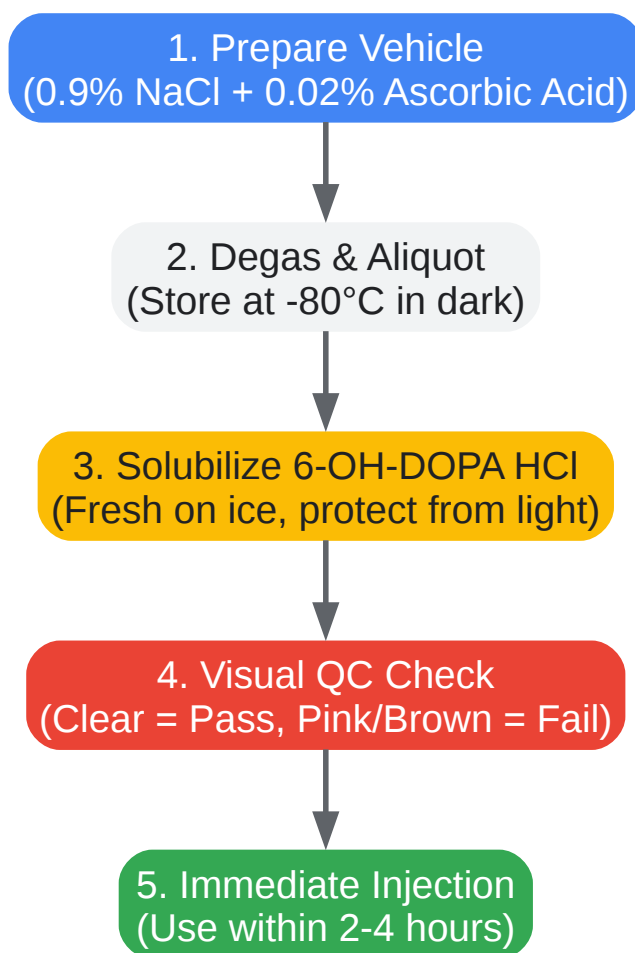 1. Prepare Vehicle
(0.9% NaCl + 0.02% Ascorbic Acid)
2. Degas & Aliquot
(Store at -80°C in dark)
3. Solubilize 6-OH-DOPA HCl
(Fresh on ice, protect from light)
4. Visual QC Check
(Clear = Pass, Pink/Brown = Fail)
5. Immediate Injection
(Use within 2-4 hours)